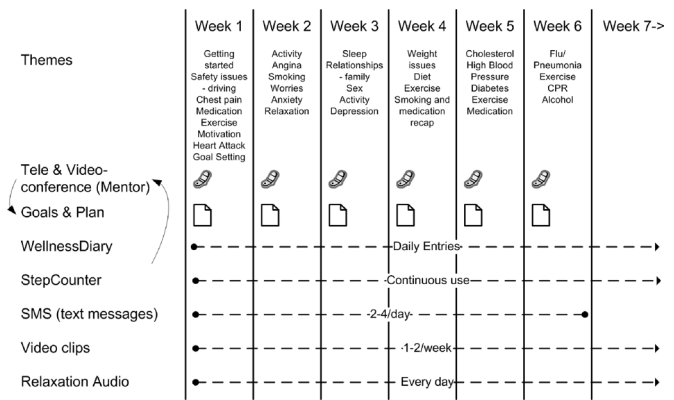 Week 1
Week 2
Week 3
Week 4
Week 5
Week 6
Week 7->
Themes
Getting
started
Safety issues
- driving
Chest pain
Medication
Exercise
Motivation
Heart Attack
Goal Setting
Activity
Angina
Smoking
Worries
Anxiety
Relaxation
Sleep
Relationships
- family
Sex
Activity
Depression
Weight
issues
Diet
Exercise
Smoking and
medication
recap
Cholesterol
High Blood
Pressure
Diabetes
Exercise
Medication
Flu/
Pneumonia
Exercise
CPR
Alcohol
Tele & Video-
conference (Mentor)
Goals & Plan
WellnessDiary
Daily Entries
StepCounter
Continuous use
SMS (text messages)
2-4/day
Video clips
1-2/week
Relaxation Audio
Every day